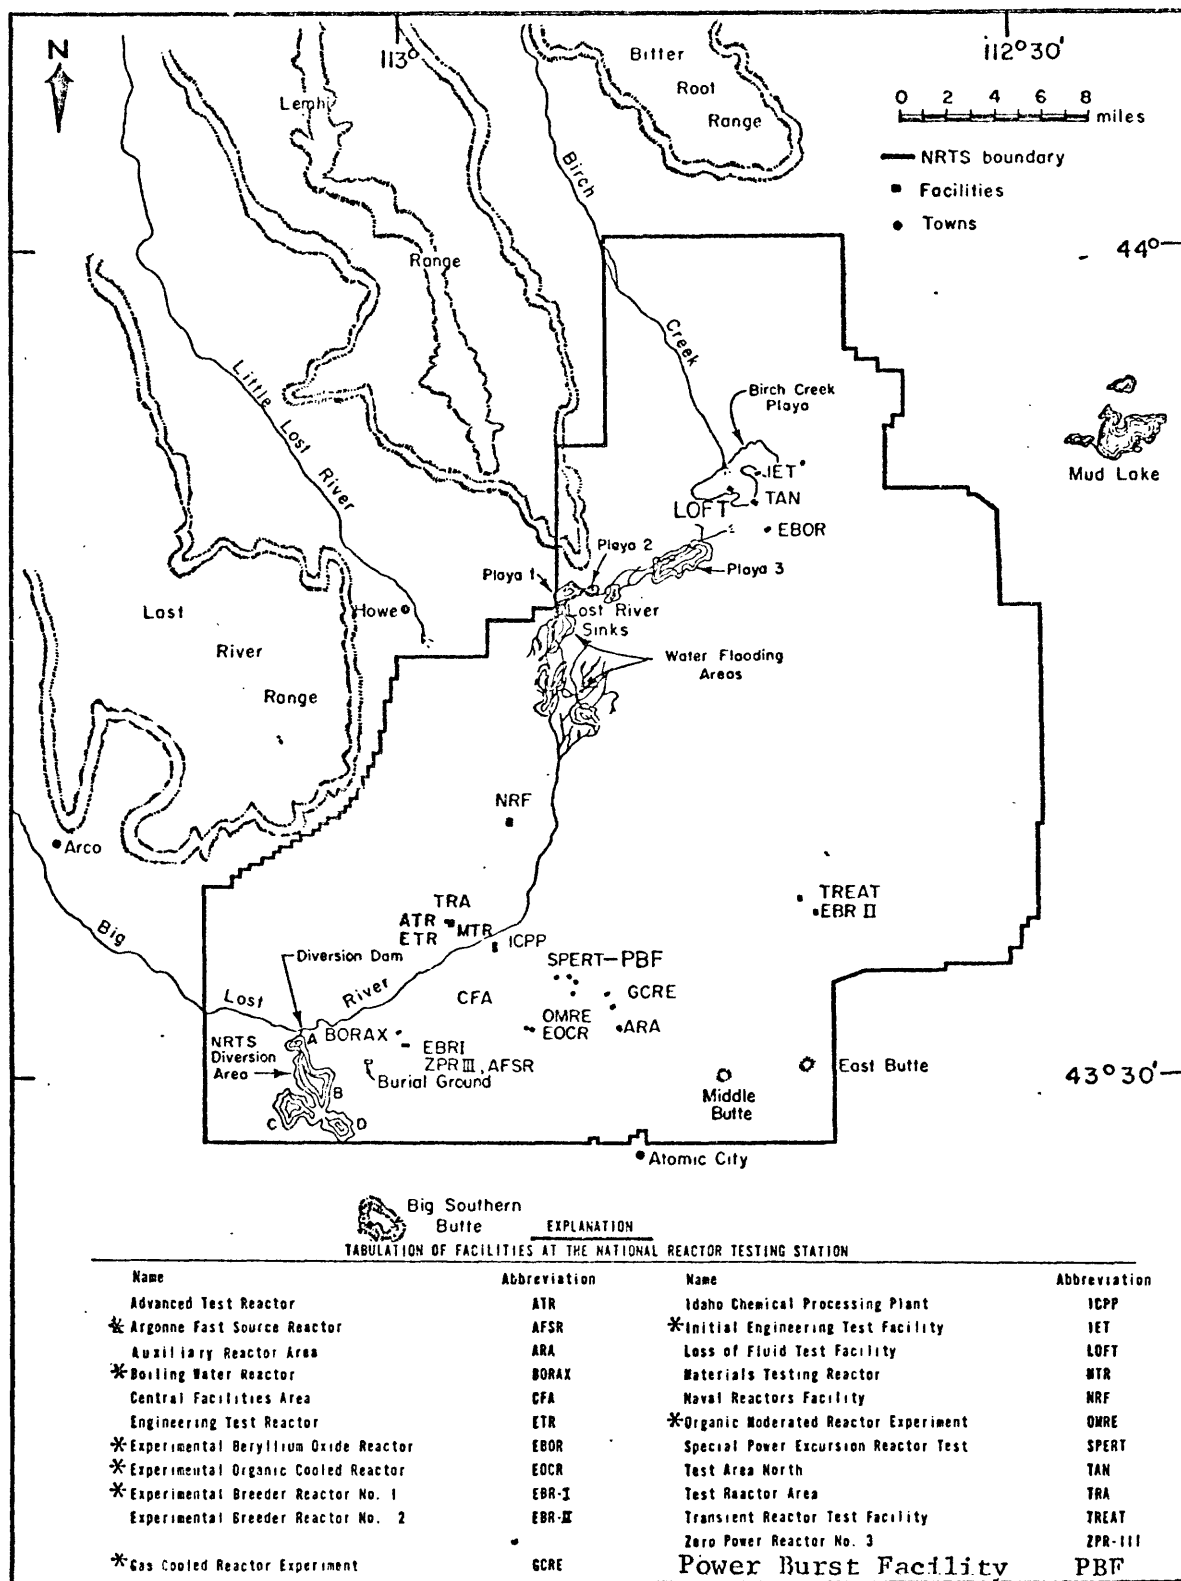 N
113°
112°30'
Bitter
Root
Range
Lemhi
0 2 4 6 8 miles
NRTS boundary
Facilities
Towns
Birch
Creek
44°
Range
Little Lost River
Birch Creek
Playa
IET
TAN
LOFT
EBOR
Mud Lake
Playa 2
Playa 1
Playa 3
Lost
River
Range
Howe
Lost River
Sinks
Water Flooding
Areas
NRF
Arco
TREAT
EBR II
TRA
ATR
MTR
ETR
ICPP
Big
Lost
River
Diversion Dam
SPERT-PBF
CFA
GCRE
OMRE
EOCR
ARA
NRTS
Diversion
Area
A
BORAX
EBRI
ZPR III, AFSR
Burial Ground
B
C
D
East Butte
Middle
Butte
43°30'
Atomic City
Big Southern
Butte
EXPLANATION
TABULATION OF FACILITIES AT THE NATIONAL REACTOR TESTING STATION
Name Abbreviation Name Abbreviation
Advanced Test Reactor ATR Idaho Chemical Processing Plant ICPP
*Argonne Fast Source Reactor AFSR *Initial Engineering Test Facility IET
Auxiliary Reactor Area ARA Loss of Fluid Test Facility LOFT
*Boiling Water Reactor BORAX Materials Testing Reactor MTR
Central Facilities Area CFA Naval Reactors Facility NRF
Engineering Test Reactor ETR *Organic Moderated Reactor Experiment OMRE
*Experimental Beryllium Oxide Reactor EBOR Special Power Excursion Reactor Test SPERT
*Experimental Organic Cooled Reactor EOCR Test Area North TAN
*Experimental Breeder Reactor No. 1 EBR-I Test Reactor Area TRA
Experimental Breeder Reactor No. 2 EBR-II Transient Reactor Test Facility TREAT
Zero Power Reactor No. 3 ZPR-III
*Gas Cooled Reactor Experiment GCRE Power Burst Facility PBF